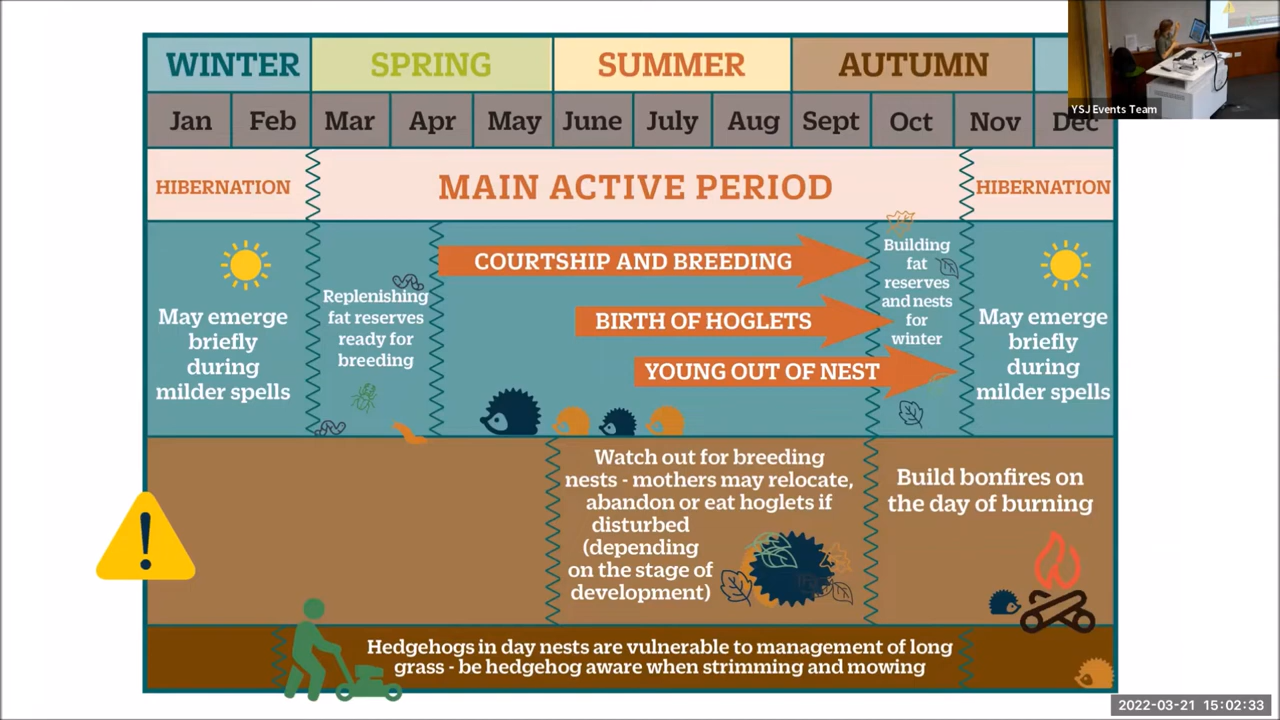 WINTER SPRING SUMMER AUTUMN
Jan Feb Mar Apr May June July Aug Sept Oct Nov Dec
YSJ Events Team
HIBERNATION
MAIN ACTIVE PERIOD
HIBERNATION
May emerge
briefly
during
milder spells
Replenishing
fat reserves
ready for
breeding
COURTSHIP AND BREEDING
BIRTH OF HOGLETS
YOUNG OUT OF NEST
Building
fat
reserves
and nests
for
winter
May emerge
briefly
during
milder spells
Watch out for breeding
nests - mothers may relocate,
abandon or eat hoglets if
disturbed
(depending
on the stage of
development)
Build bonfires on
the day of burning
!
Hedgehogs in day nests are vulnerable to management of long
grass - be hedgehog aware when strimming and mowing
2022-03-21 15:02:33